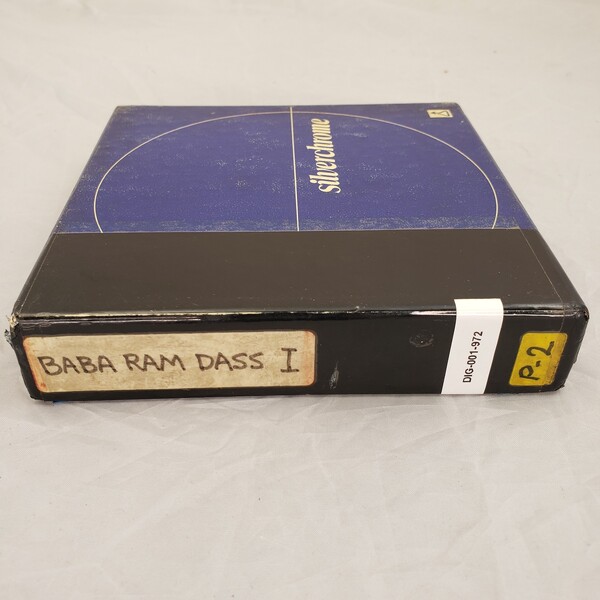 silverchrome
BABA RAM DASS I
DIG-001-972
P-2